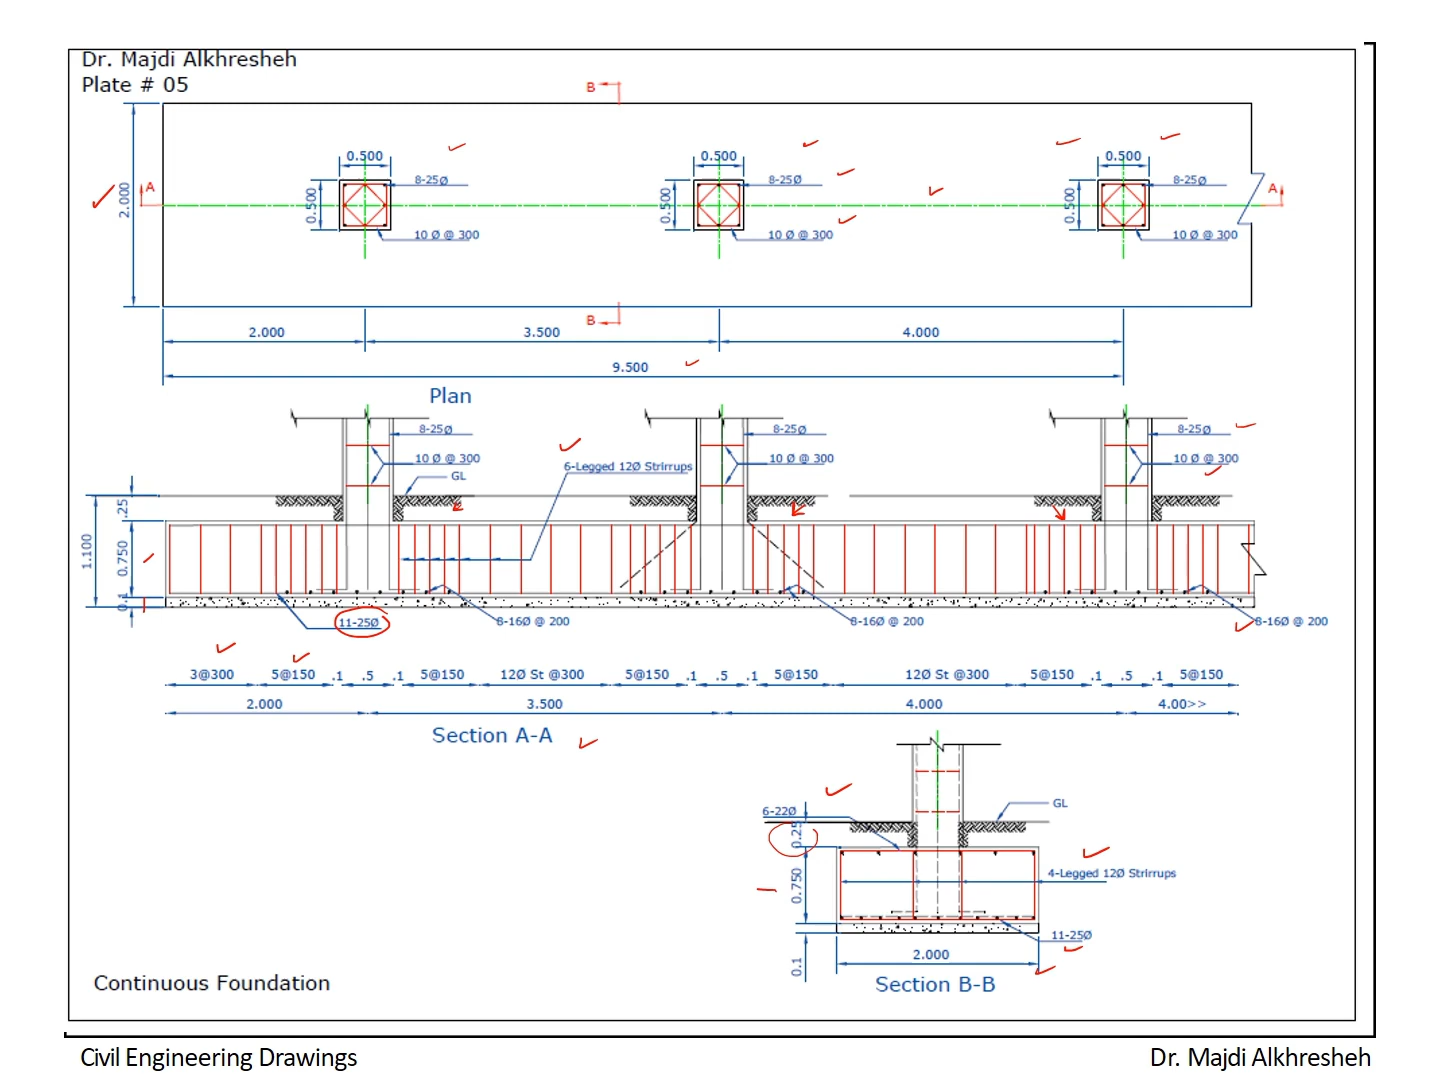 Dr. Majdi Alkhresheh
Plate # 05
B
0.500 0.500 0.500
8-25Ø 8-25Ø 8-25Ø
A A
2.000 0.500 0.500 0.500
10 Ø @ 300 10 Ø @ 300 10 Ø @ 300
B
2.000 3.500 4.000
9.500
Plan
8-25Ø 8-25Ø 8-25Ø
10 Ø @ 300 10 Ø @ 300 10 Ø @ 300
6-Legged 12Ø Strirrups
GL
.25
1.100 0.750
0.1
11-25Ø 8-16Ø @ 200 8-16Ø @ 200 8-16Ø @ 200
3@300 5@150 .1 .5 .1 5@150 12Ø St @300 5@150 .1 .5 .1 5@150 12Ø St @300 5@150 .1 .5 .1 5@150
2.000 3.500 4.000 4.00>>
Section A-A
6-22Ø GL
0.25
0.750 4-Legged 12Ø Strirrups
11-25Ø
0.1 2.000
Section B-B
Continuous Foundation
Civil Engineering Drawings Dr. Majdi Alkhresheh